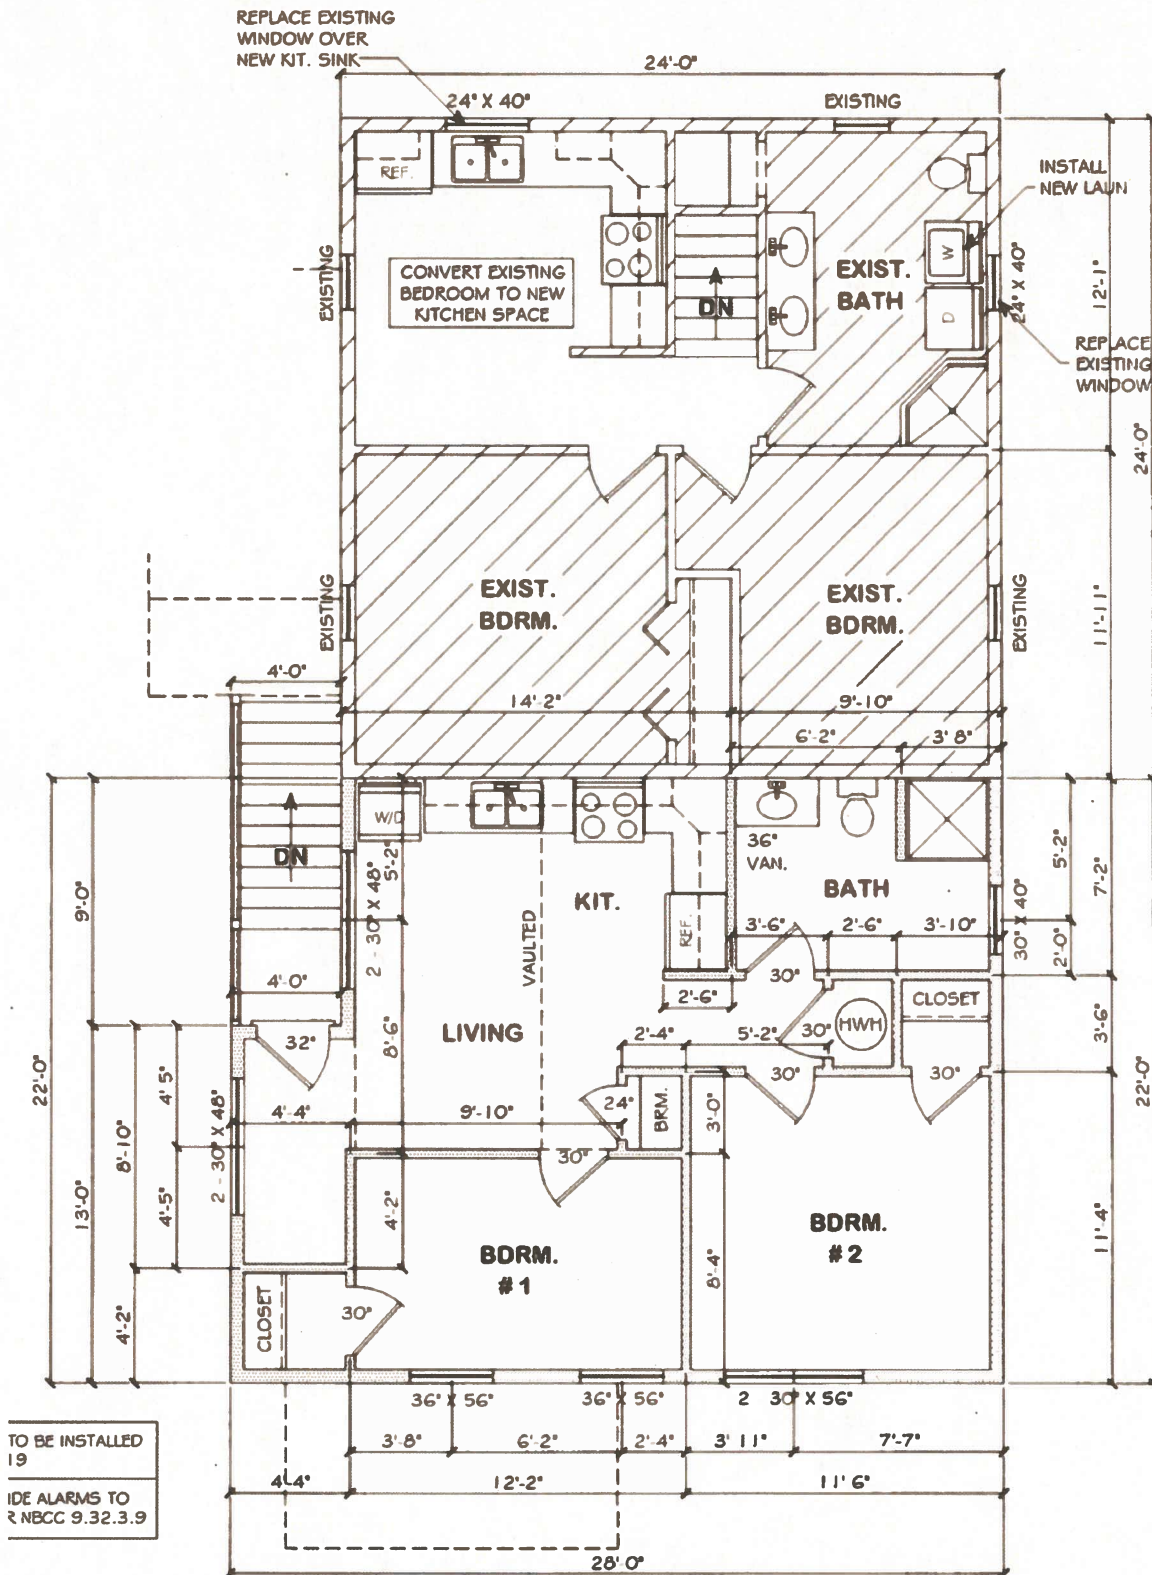 REPLACE EXISTING
WINDOW OVER
NEW KIT. SINK
24'-0"
24" X 40"
EXISTING
REF.
INSTALL
NEW LAUN
EXISTING
CONVERT EXISTING
BEDROOM TO NEW
KITCHEN SPACE
DN
EXIST.
BATH
W
D
24" X 40"
12'-1"
REPLACE
EXISTING
WINDOW
24'-0"
EXIST.
BDRM.
EXIST.
BDRM.
EXISTING
EXISTING
11'-11"
4'-0"
14'-2"
9'-10"
6'-2"
3' 8"
W/D
DN
5'-2"
2 - 30" X 48"
36"
VAN.
BATH
KIT.
VAULTED
REF.
3'-6"
2'-6"
3'-10"
30" X 40"
5'-2"
7'-2"
2'-0"
9'-0"
4'-0"
30"
2'-6"
CLOSET
LIVING
HWH
30"
2'-4"
5'-2"
3'-6"
32"
8'-6"
30"
30"
22'-0"
22'-0"
4' 5"
2 - 30" X 48"
4'-4"
9'-10"
24"
BRM.
3'-0"
8'-10"
30"
13'-0"
4'-5"
4'-2"
BDRM.
# 1
BDRM.
# 2
8'-4"
11'-4"
CLOSET
30"
4'-2"
36" X 56"
36" X 56"
2 30" X 56"
3'-8"
6'-2"
2'-4"
3' 11"
7'-7"
TO BE INSTALLED
19
4'-4"
12'-2"
11' 6"
IDE ALARMS TO
R NBCC 9.32.3.9
28'-0"